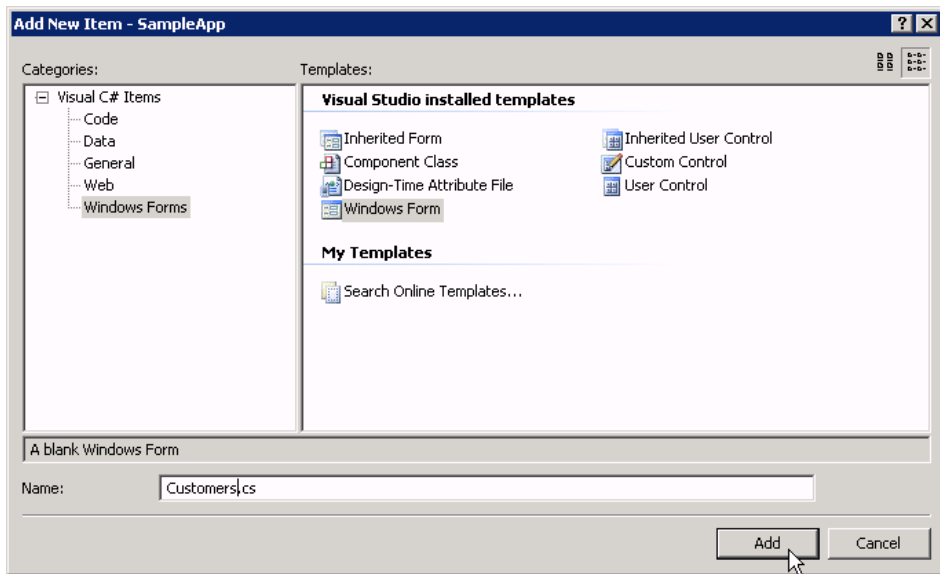 Add New Item - SampleApp
Categories:
Templates:
Visual C# Items
Code
Data
General
Web
Windows Forms
Visual Studio installed templates
Inherited Form
Inherited User Control
Component Class
Custom Control
Design-Time Attribute File
User Control
Windows Form
My Templates
Search Online Templates...
A blank Windows Form
Name:
Customers.cs
Add
Cancel